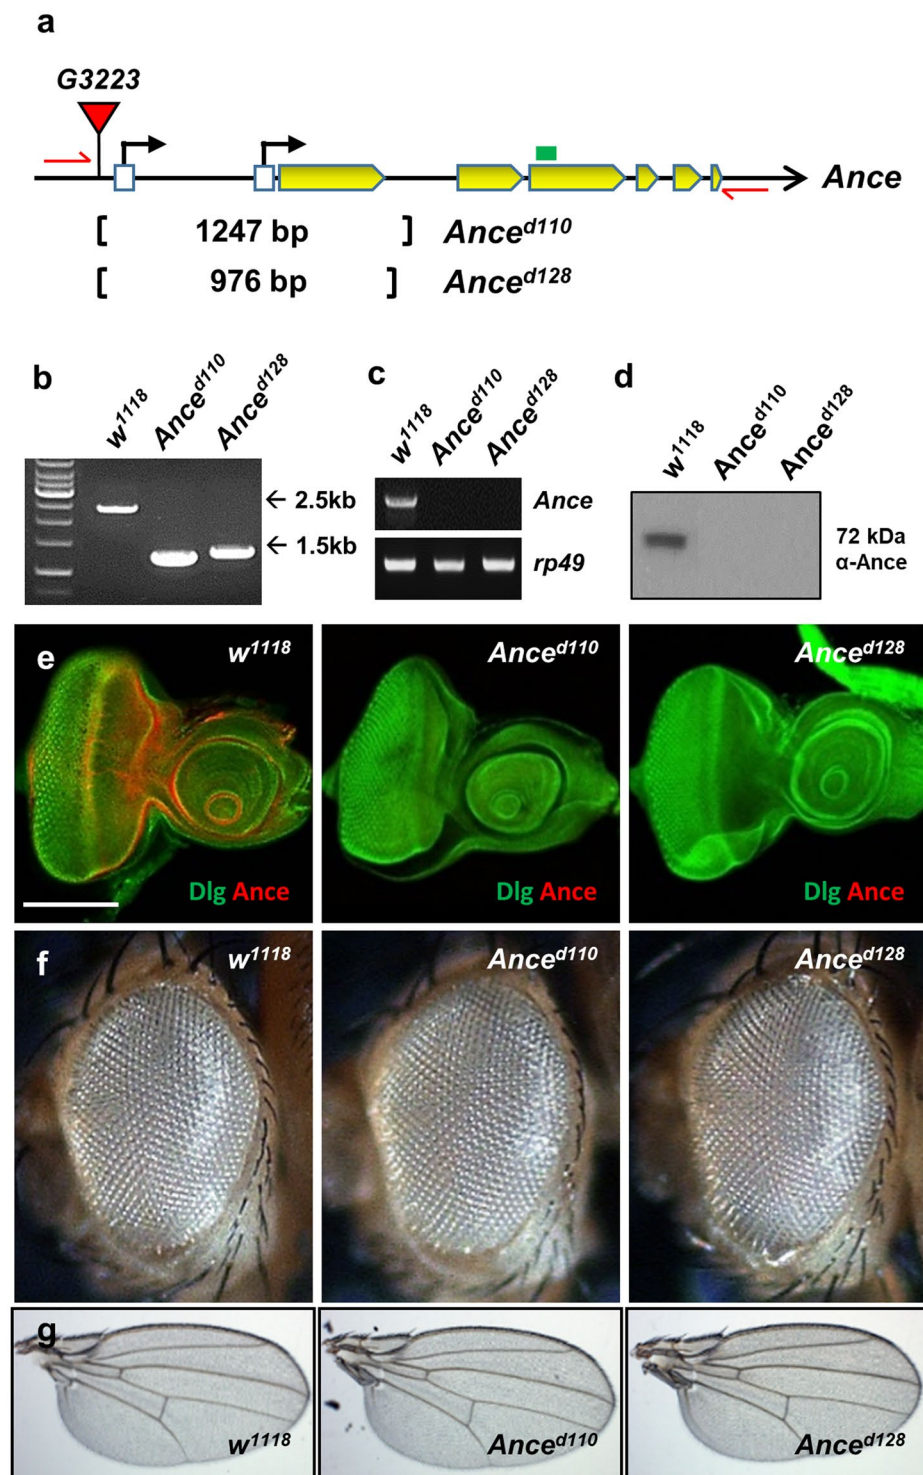 a
G3223
Ance
[ 1247 bp ] Ance^d110
[ 976 bp ] Ance^d128
b
w^1118 Ance^d110 Ance^d128
← 2.5kb
← 1.5kb
c
w^1118 Ance^d110 Ance^d128
Ance
rp49
d
w^1118 Ance^d110 Ance^d128
72 kDa
α-Ance
e
w^1118 Ance^d110 Ance^d128
Dlg Ance Dlg Ance Dlg Ance
f
w^1118 Ance^d110 Ance^d128
g
w^1118 Ance^d110 Ance^d128